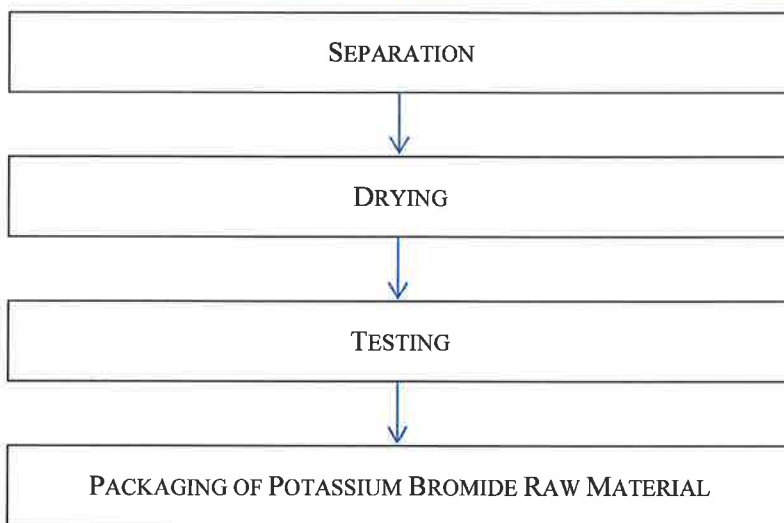 SEPARATION
DRYING
TESTING
PACKAGING OF POTASSIUM BROMIDE RAW MATERIAL